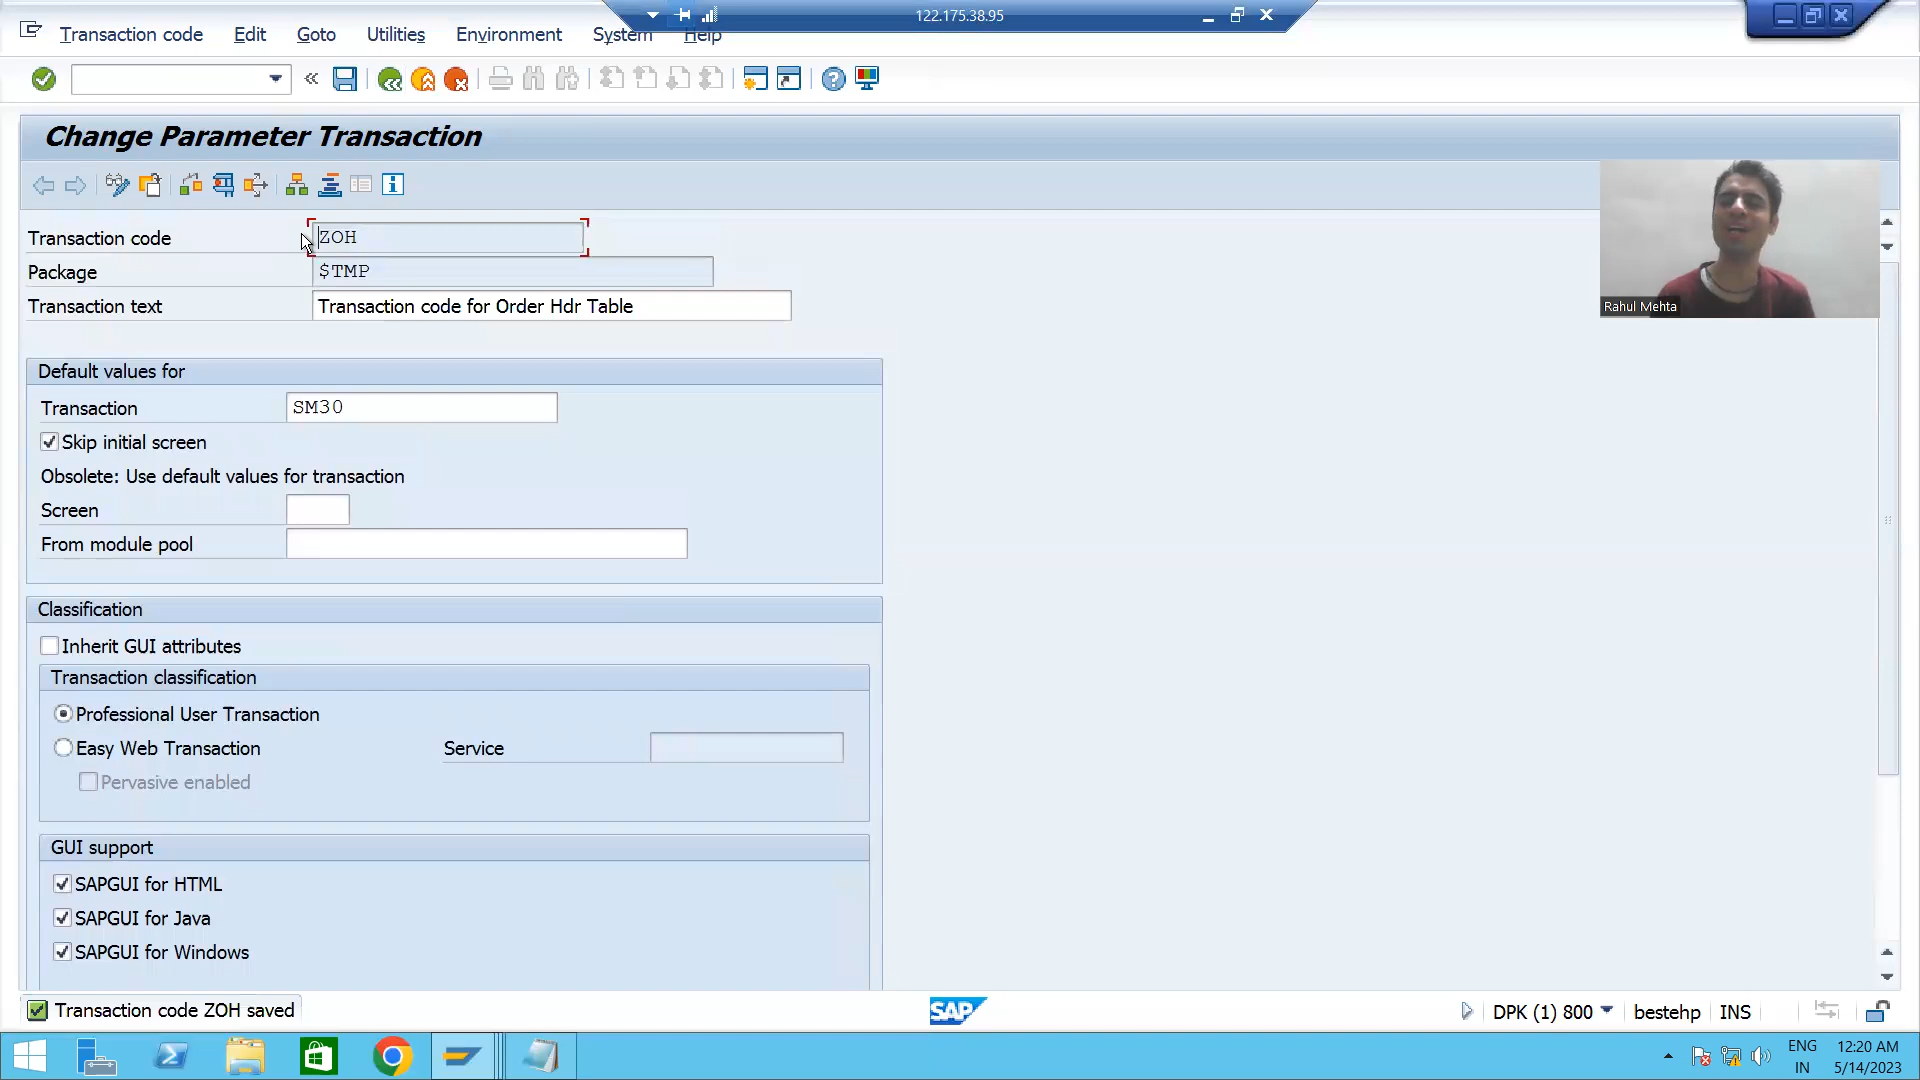 122.175.38.95
Transaction code Edit Goto Utilities Environment System Help
Change Parameter Transaction
Transaction code ZOH
Package $TMP
Transaction text Transaction code for Order Hdr Table
Rahul Mehta
Default values for
Transaction SM30
Skip initial screen
Obsolete: Use default values for transaction
Screen
From module pool
Classification
Inherit GUI attributes
Transaction classification
Professional User Transaction
Easy Web Transaction Service
Pervasive enabled
GUI support
SAPGUI for HTML
SAPGUI for Java
SAPGUI for Windows
Transaction code ZOH saved
SAP
DPK (1) 800 bestehp INS
ENG 12:20 AM
IN 5/14/2023